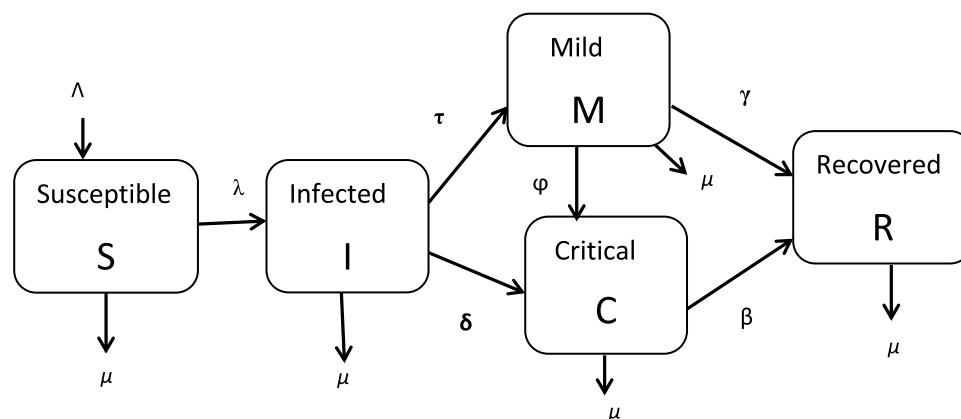 Λ
Susceptible
S
μ
λ
Infected
I
μ
τ
δ
Mild
M
μ
φ
Critical
C
μ
γ
β
Recovered
R
μ